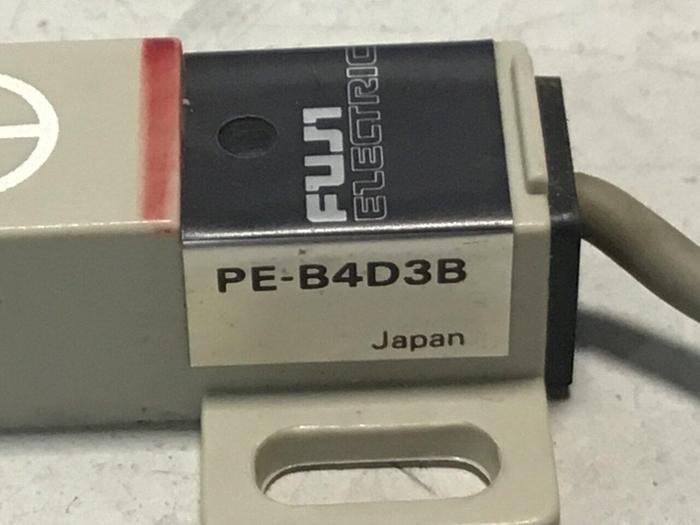 FUJI
ELECTRIC
PE-B4D3B
Japan